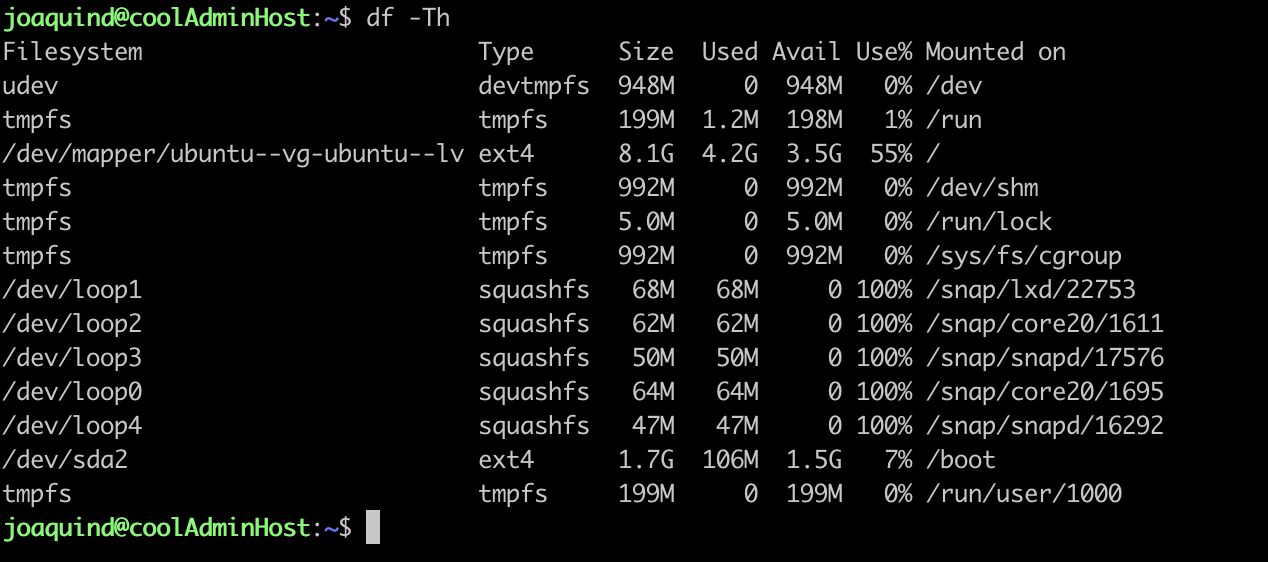 joaquind@coolAdminHost:~$ df -Th
Filesystem                        Type      Size  Used Avail Use% Mounted on
udev                              devtmpfs  948M     0  948M   0% /dev
tmpfs                             tmpfs     199M  1.2M  198M   1% /run
/dev/mapper/ubuntu--vg-ubuntu--lv ext4      8.1G  4.2G  3.5G  55% /
tmpfs                             tmpfs     992M     0  992M   0% /dev/shm
tmpfs                             tmpfs     5.0M     0  5.0M   0% /run/lock
tmpfs                             tmpfs     992M     0  992M   0% /sys/fs/cgroup
/dev/loop1                        squashfs   68M   68M     0 100% /snap/lxd/22753
/dev/loop2                        squashfs   62M   62M     0 100% /snap/core20/1611
/dev/loop3                        squashfs   50M   50M     0 100% /snap/snapd/17576
/dev/loop0                        squashfs   64M   64M     0 100% /snap/core20/1695
/dev/loop4                        squashfs   47M   47M     0 100% /snap/snapd/16292
/dev/sda2                         ext4      1.7G  106M  1.5G   7% /boot
tmpfs                             tmpfs     199M     0  199M   0% /run/user/1000
joaquind@coolAdminHost:~$